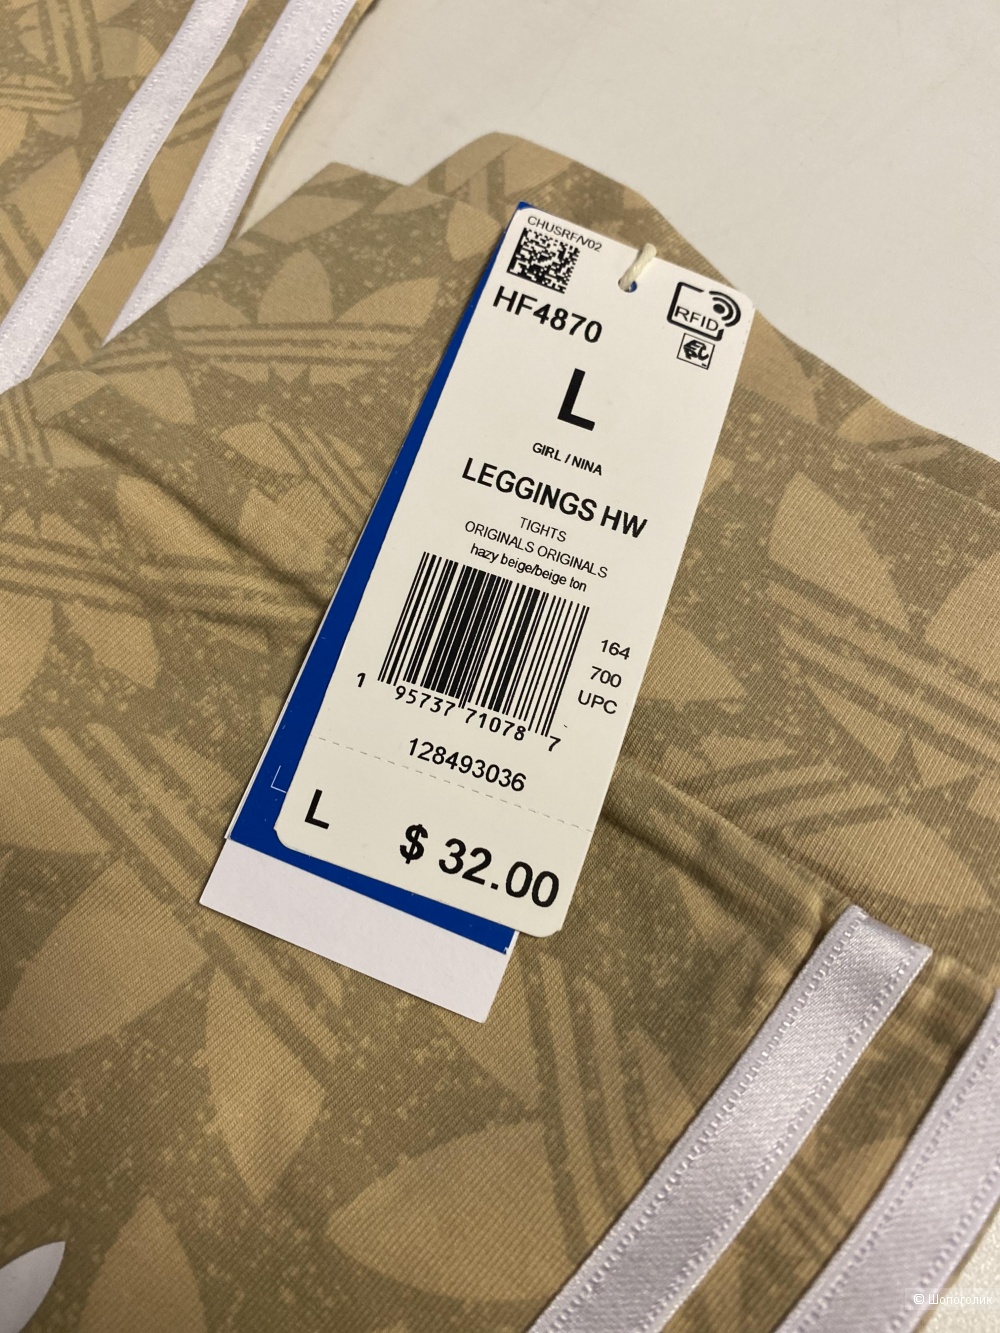 CHUSRF/V02
HF4870
RFID
L
GIRL / NINA
LEGGINGS HW
TIGHTS
ORIGINALS ORIGINALS
hazy beige/beige ton
164
700
UPC
1 95737 71078 7
128493036
L
$ 32.00
L
© Шопоголик